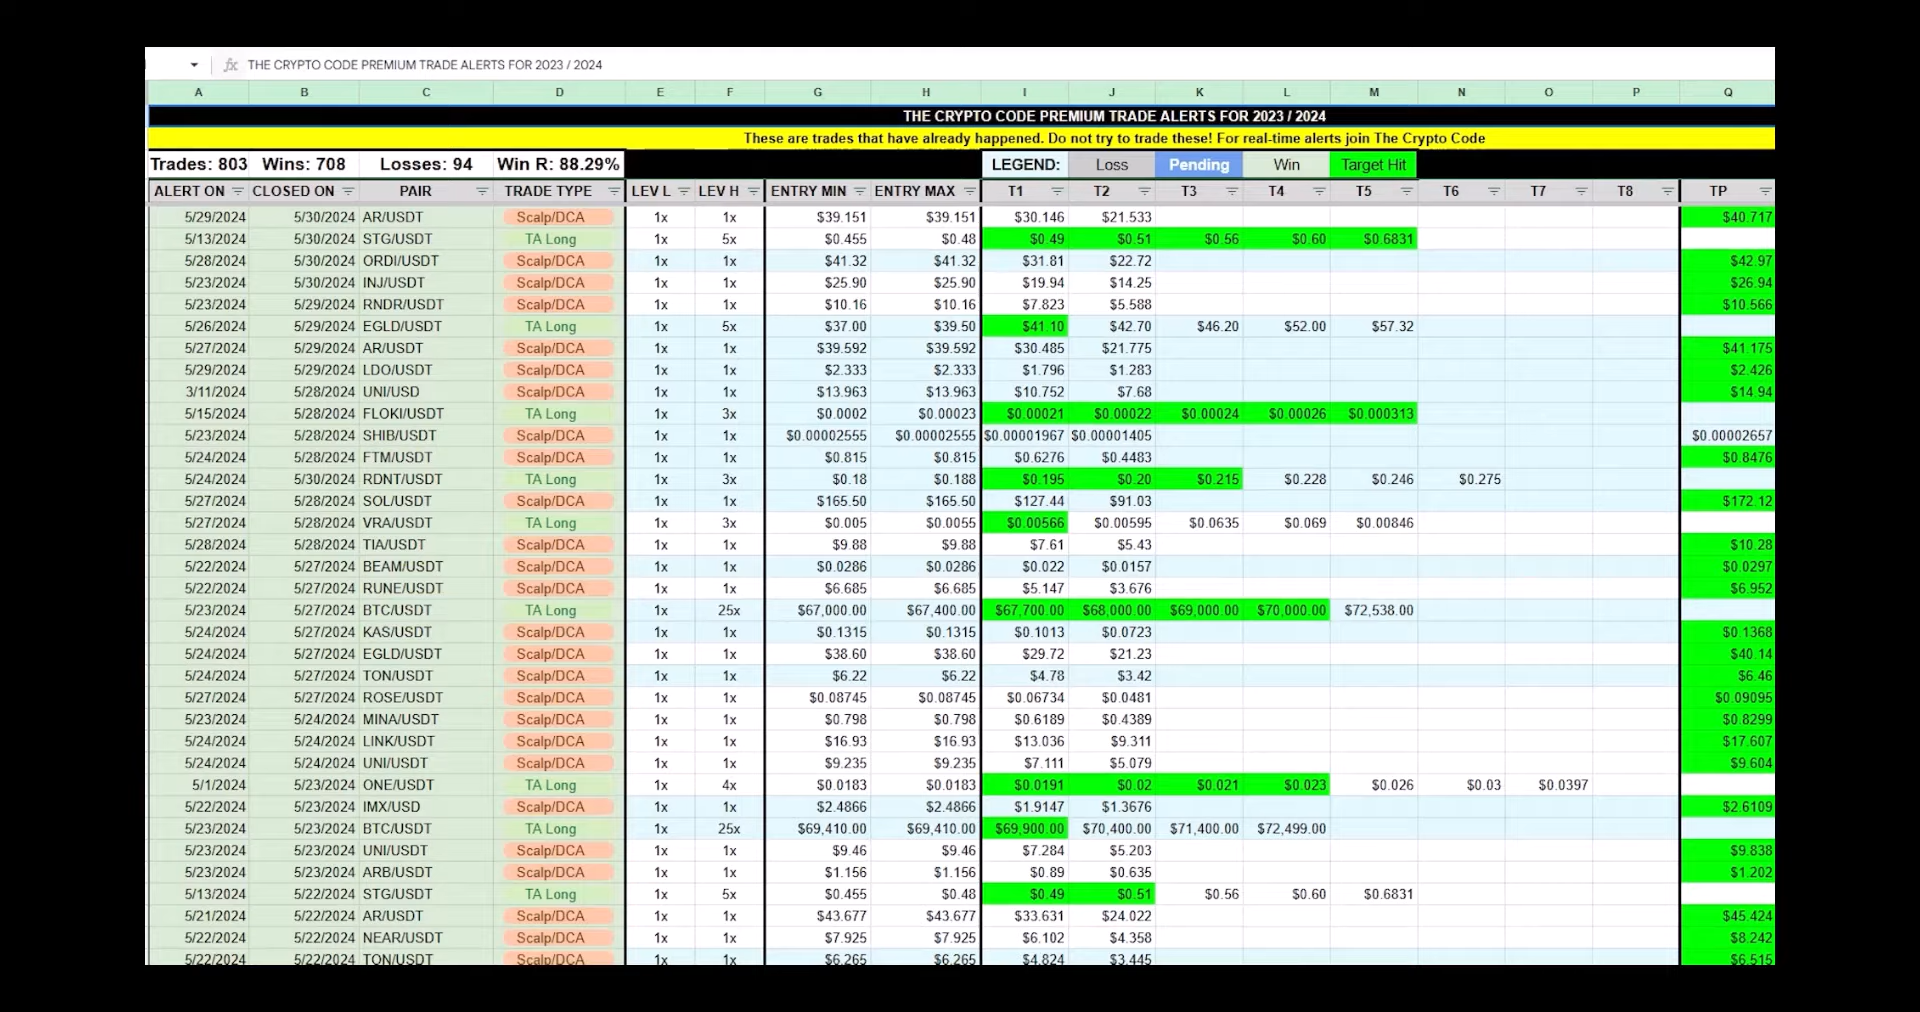 fx THE CRYPTO CODE PREMIUM TRADE ALERTS FOR 2023 / 2024
A B C D E F G H I J K L M N O P Q
THE CRYPTO CODE PREMIUM TRADE ALERTS FOR 2023 / 2024
These are trades that have already happened. Do not try to trade these! For real-time alerts join The Crypto Code
Trades: 803 Wins: 708 Losses: 94 Win R: 88.29% LEGEND: Loss Pending Win Target Hit
ALERT ON CLOSED ON PAIR TRADE TYPE LEV L LEV H ENTRY MIN ENTRY MAX T1 T2 T3 T4 T5 T6 T7 T8 TP
5/29/2024 5/30/2024 AR/USDT Scalp/DCA 1x 1x $39.151 $39.151 $30.146 $21.533 $40.717
5/13/2024 5/30/2024 STG/USDT TA Long 1x 5x $0.455 $0.48 $0.49 $0.51 $0.56 $0.60 $0.6831
5/28/2024 5/30/2024 ORDI/USDT Scalp/DCA 1x 1x $41.32 $41.32 $31.81 $22.72 $42.97
5/23/2024 5/30/2024 INJ/USDT Scalp/DCA 1x 1x $25.90 $25.90 $19.94 $14.25 $26.94
5/23/2024 5/29/2024 RNDR/USDT Scalp/DCA 1x 1x $10.16 $10.16 $7.823 $5.588 $10.566
5/26/2024 5/29/2024 EGLD/USDT TA Long 1x 5x $37.00 $39.50 $41.10 $42.70 $46.20 $52.00 $57.32
5/27/2024 5/29/2024 AR/USDT Scalp/DCA 1x 1x $39.592 $39.592 $30.485 $21.775 $41.175
5/29/2024 5/29/2024 LDO/USDT Scalp/DCA 1x 1x $2.333 $2.333 $1.796 $1.283 $2.426
3/11/2024 5/28/2024 UNI/USD Scalp/DCA 1x 1x $13.963 $13.963 $10.752 $7.68 $14.94
5/15/2024 5/28/2024 FLOKI/USDT TA Long 1x 3x $0.0002 $0.00023 $0.00021 $0.00022 $0.00024 $0.00026 $0.000313
5/23/2024 5/28/2024 SHIB/USDT Scalp/DCA 1x 1x $0.00002555 $0.00002555 $0.00001967 $0.00001405 $0.00002657
5/24/2024 5/28/2024 FTM/USDT Scalp/DCA 1x 1x $0.815 $0.815 $0.6276 $0.4483 $0.8476
5/24/2024 5/30/2024 RDNT/USDT TA Long 1x 3x $0.18 $0.188 $0.195 $0.20 $0.215 $0.228 $0.246 $0.275
5/27/2024 5/28/2024 SOL/USDT Scalp/DCA 1x 1x $165.50 $165.50 $127.44 $91.03 $172.12
5/27/2024 5/28/2024 VRA/USDT TA Long 1x 3x $0.005 $0.0055 $0.00566 $0.00595 $0.0635 $0.069 $0.00846
5/28/2024 5/28/2024 TIA/USDT Scalp/DCA 1x 1x $9.88 $9.88 $7.61 $5.43 $10.28
5/22/2024 5/27/2024 BEAM/USDT Scalp/DCA 1x 1x $0.0286 $0.0286 $0.022 $0.0157 $0.0297
5/22/2024 5/27/2024 RUNE/USDT Scalp/DCA 1x 1x $6.685 $6.685 $5.147 $3.676 $6.952
5/23/2024 5/27/2024 BTC/USDT TA Long 1x 25x $67,000.00 $67,400.00 $67,700.00 $68,000.00 $69,000.00 $70,000.00 $72,538.00
5/24/2024 5/27/2024 KAS/USDT Scalp/DCA 1x 1x $0.1315 $0.1315 $0.1013 $0.0723 $0.1368
5/24/2024 5/27/2024 EGLD/USDT Scalp/DCA 1x 1x $38.60 $38.60 $29.72 $21.23 $40.14
5/24/2024 5/27/2024 TON/USDT Scalp/DCA 1x 1x $6.22 $6.22 $4.78 $3.42 $6.46
5/27/2024 5/27/2024 ROSE/USDT Scalp/DCA 1x 1x $0.08745 $0.08745 $0.06734 $0.0481 $0.09095
5/23/2024 5/24/2024 MINA/USDT Scalp/DCA 1x 1x $0.798 $0.798 $0.6189 $0.4389 $0.8299
5/24/2024 5/24/2024 LINK/USDT Scalp/DCA 1x 1x $16.93 $16.93 $13.036 $9.311 $17.607
5/24/2024 5/24/2024 UNI/USDT Scalp/DCA 1x 1x $9.235 $9.235 $7.111 $5.079 $9.604
5/1/2024 5/23/2024 ONE/USDT TA Long 1x 4x $0.0183 $0.0183 $0.0191 $0.02 $0.021 $0.023 $0.026 $0.03 $0.0397
5/22/2024 5/23/2024 IMX/USD Scalp/DCA 1x 1x $2.4866 $2.4866 $1.9147 $1.3676 $2.6109
5/23/2024 5/23/2024 BTC/USDT TA Long 1x 25x $69,410.00 $69,410.00 $69,900.00 $70,400.00 $71,400.00 $72,499.00
5/23/2024 5/23/2024 UNI/USDT Scalp/DCA 1x 1x $9.46 $9.46 $7.284 $5.203 $9.838
5/23/2024 5/23/2024 ARB/USDT Scalp/DCA 1x 1x $1.156 $1.156 $0.89 $0.635 $1.202
5/13/2024 5/22/2024 STG/USDT TA Long 1x 5x $0.455 $0.48 $0.49 $0.51 $0.56 $0.60 $0.6831
5/21/2024 5/22/2024 AR/USDT Scalp/DCA 1x 1x $43.677 $43.677 $33.631 $24.022 $45.424
5/22/2024 5/22/2024 NEAR/USDT Scalp/DCA 1x 1x $7.925 $7.925 $6.102 $4.358 $8.242
5/22/2024 5/22/2024 TON/USDT Scalp/DCA 1x 1x $6.265 $6.265 $4.824 $3.445 $6.515